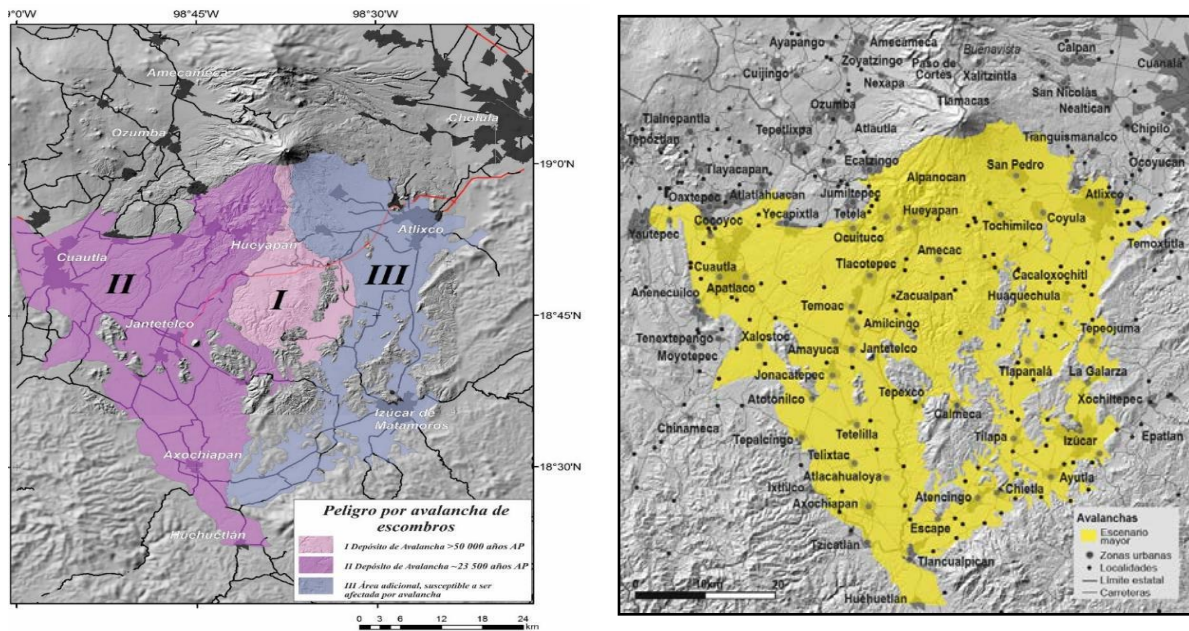 98°45'W
98°30'W
Amecameca
Ozumba
Cholula
19°0'N
Hueyapan
Atlixco
Cuautla
II
III
I
18°45'N
Jantetelco
Izúcar de
Matamoros
Axochiapan
18°30'N
Huehuetlán
Peligro por avalancha de
escombros
I Depósito de Avalancha >50 000 años AP
II Depósito de Avalancha ~23 500 años AP
III Área adicional, susceptible a ser
afectada por avalancha
0 3 6 12 18 24
km
Ayapango
Amecameca
Buenavista
Calpan
Zoyatzingo
Paso de
Cortés
Cuanalá
Cuijingo
Nexapa
Xalitzintla
San Nicolás
Nealtican
Ozumba
Tlamacas
Tlalnepantla
Tepetlixpa
Atlautla
Tianguismanalco
Chipilo
Tepoztlán
Ecatzingo
San Pedro
Ocoyucan
Tlayacapan
Alpanocan
Oaxtepec
Atlatlahuacan
Jumiltepec
Atlixco
Cocoyoc
Yecapixtla
Tetela
Hueyapan
Coyula
Yautepec
Ocuituco
Tochimilco
Temoxtitla
Amecac
Cuautla
Tlacotepec
Cacaloxochitl
Anenecuilco
Apatlaco
Zacualpan
Huaquechula
Temoac
Tepeojuma
Amilcingo
Tenextepango
Xalostoc
Moyotepec
Amayuca
Jantetelco
Tlapanalá
La Galarza
Jonacatepec
Tepexco
Xochiltepec
Atotonilco
Calmeca
Chinameca
Tetelilla
Tilapa
Izúcar
Epatlan
Tepalcingo
Telixtac
Atlacahualoya
Ayutla
Ixtlilco
Chietla
Axochiapan
Atencingo
Escape
Tzicatlán
Tlancualpican
Huehuetlán
Avalanchas
Escenario
mayor
Zonas urbanas
Localidades
Límite estatal
Carreteras
0 10km 20